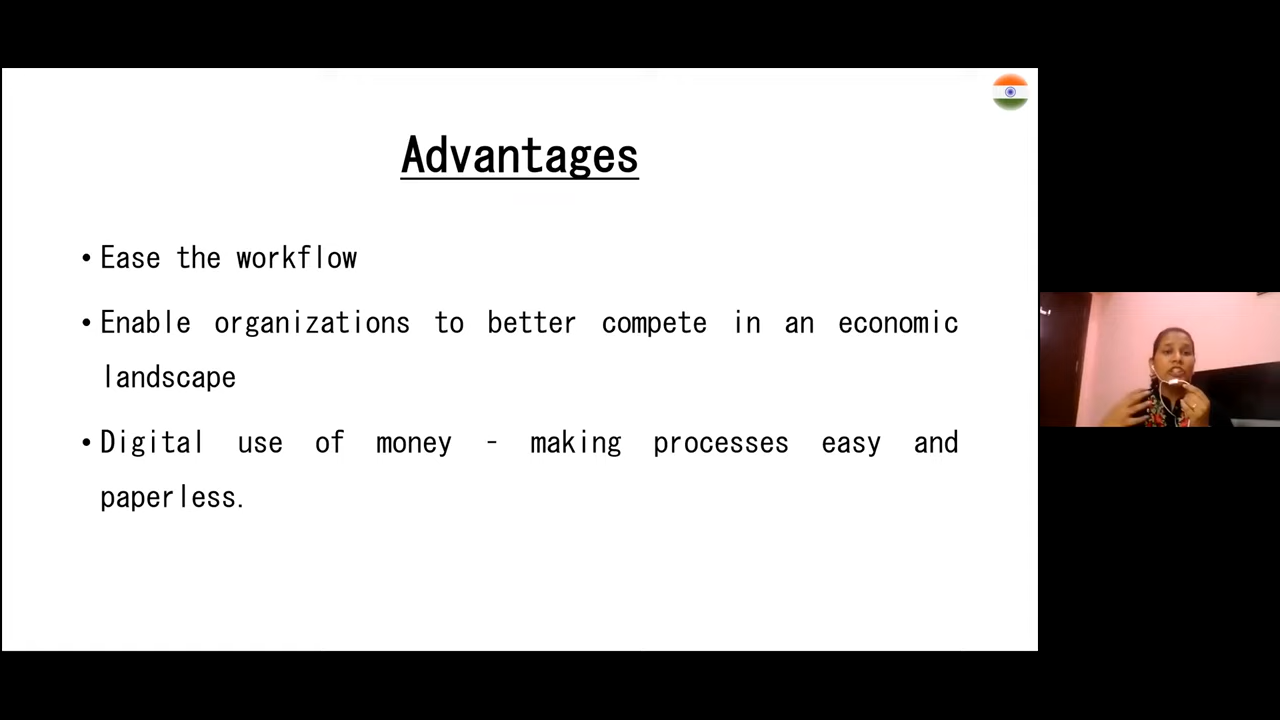 Advantages
• Ease the workflow
• Enable organizations to better compete in an economic
landscape
• Digital use of money – making processes easy and
paperless.